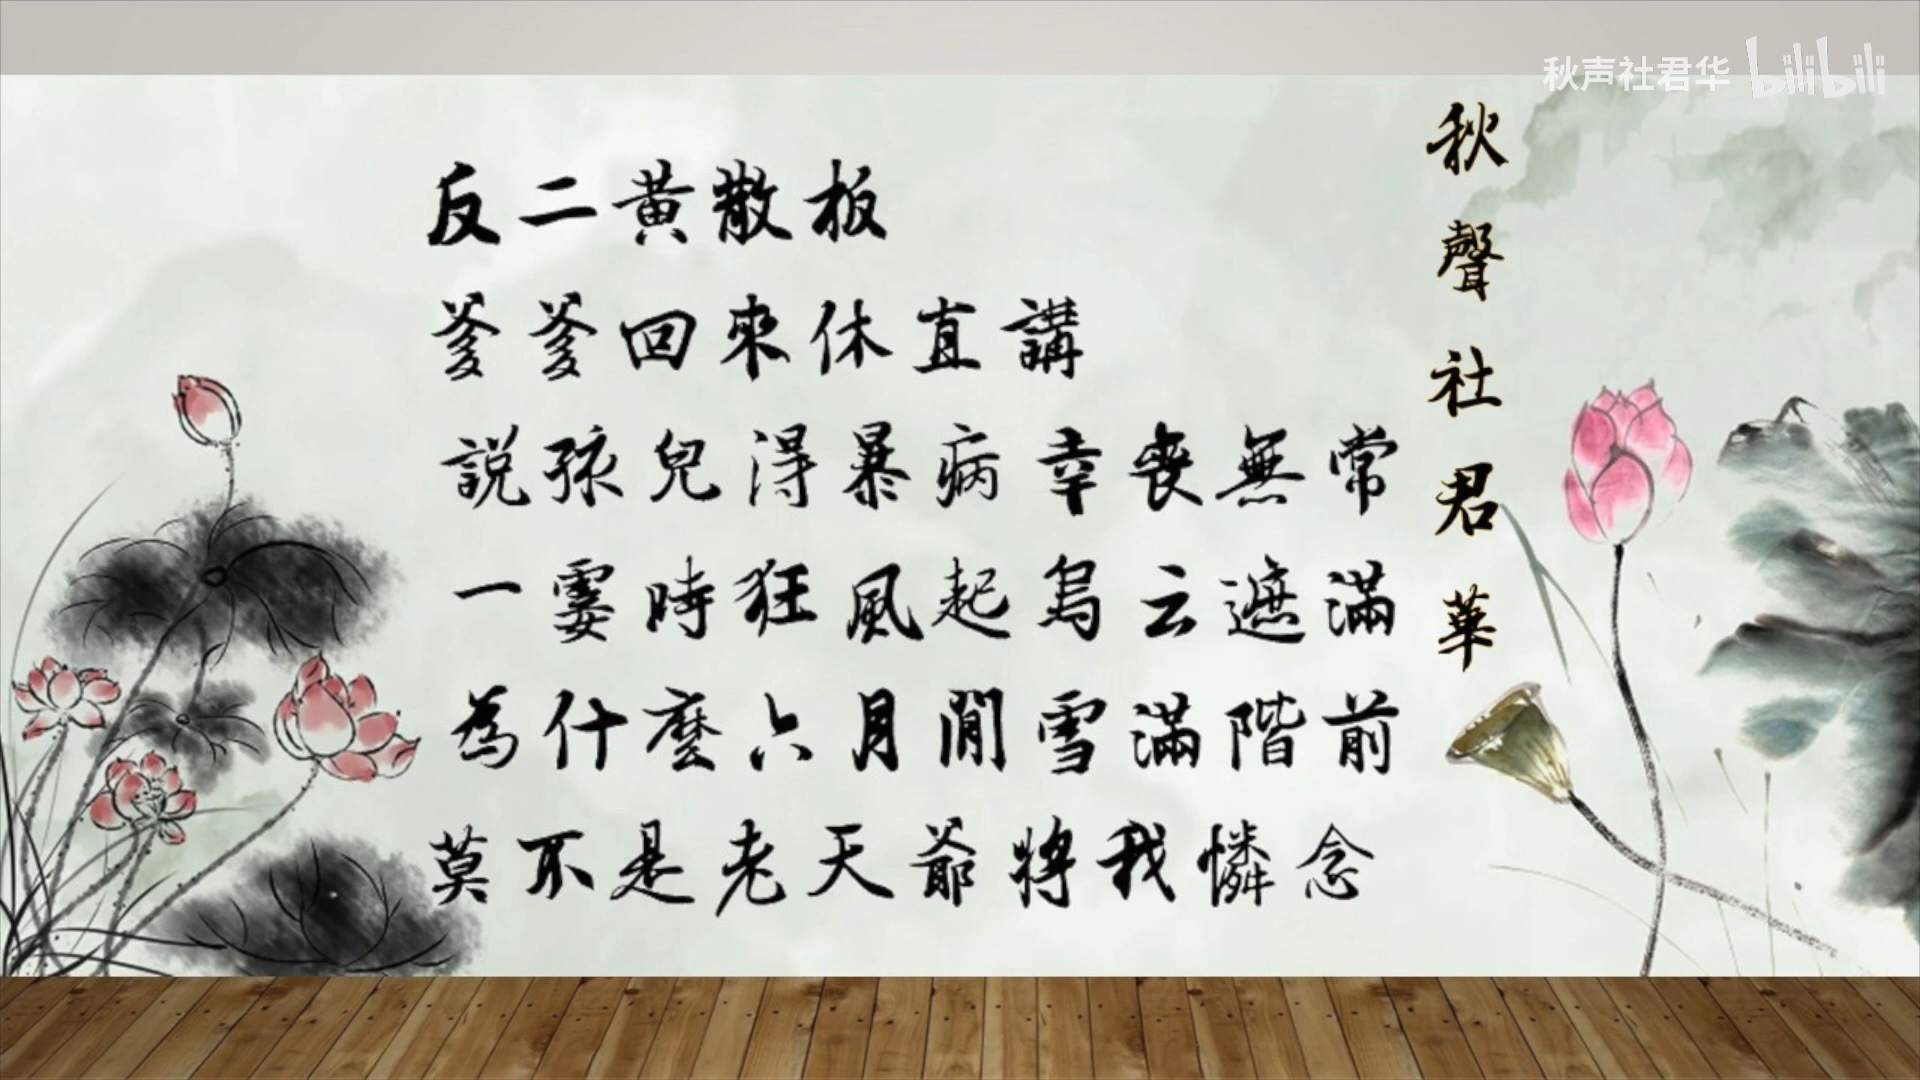 秋声社君华 bilibili
反二黄散板
爹爹回來休直講
說孩兒得暴病幸喪無常
一霎時狂風起烏云遮滿
為什麼六月間雪滿階前
莫不是老天爺將我憐念
秋聲社君華